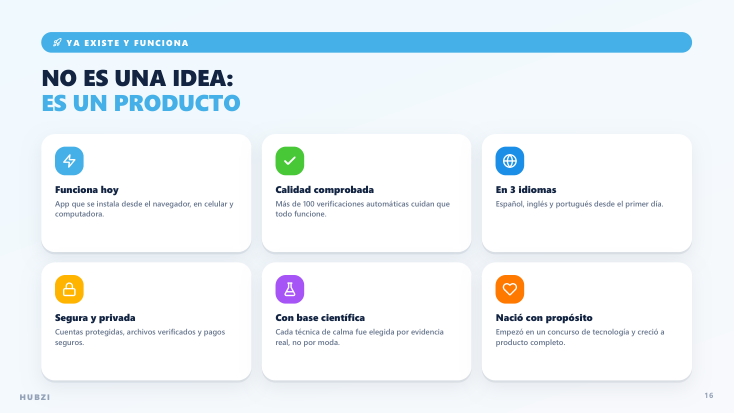 YA EXISTE Y FUNCIONA
NO ES UNA IDEA:
ES UN PRODUCTO
Funciona hoy
App que se instala desde el navegador, en celular y
computadora.
Calidad comprobada
Más de 100 verificaciones automáticas cuidan que
todo funcione.
En 3 idiomas
Español, inglés y portugués desde el primer día.
Segura y privada
Cuentas protegidas, archivos verificados y pagos
seguros.
Con base científica
Cada técnica de calma fue elegida por evidencia
real, no por moda.
Nació con propósito
Empezó en un concurso de tecnología y creció a
producto completo.
HUBZI
16